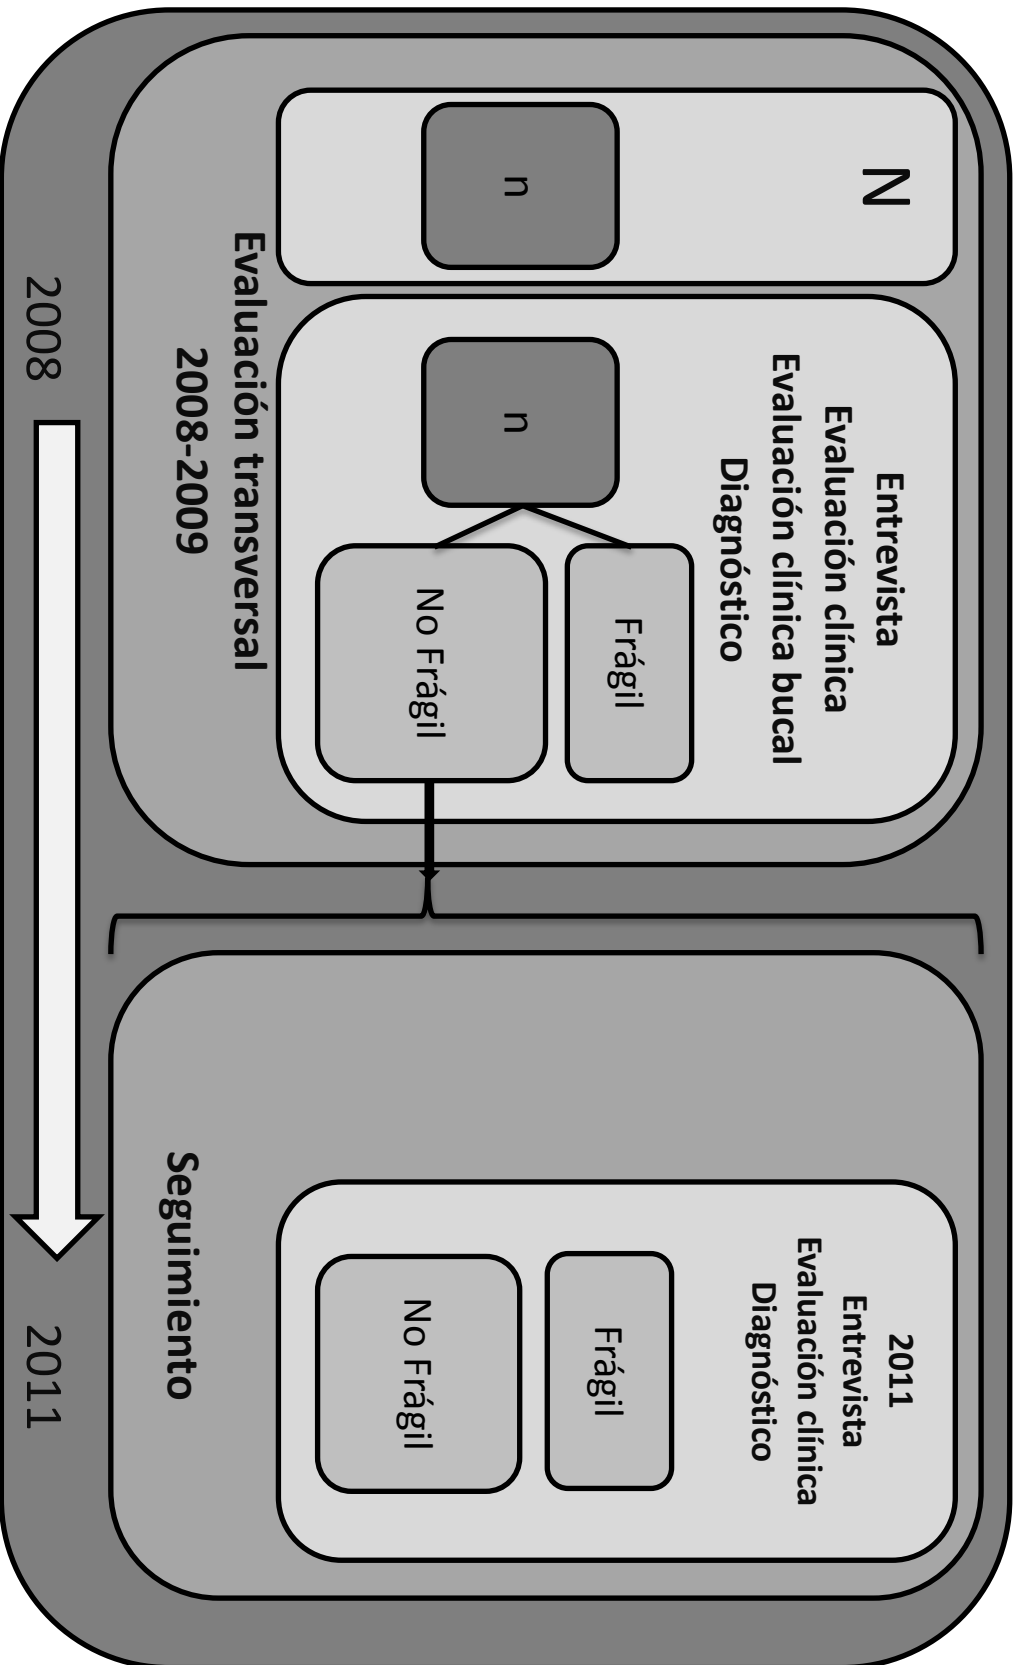 N
n
Entrevista
Evaluación clínica
Evaluación clínica bucal
Diagnóstico
n
Frágil
No Frágil
Evaluación transversal
2008-2009
2011
Entrevista
Evaluación clínica
Diagnóstico
Frágil
No Frágil
Seguimiento
2008
2011